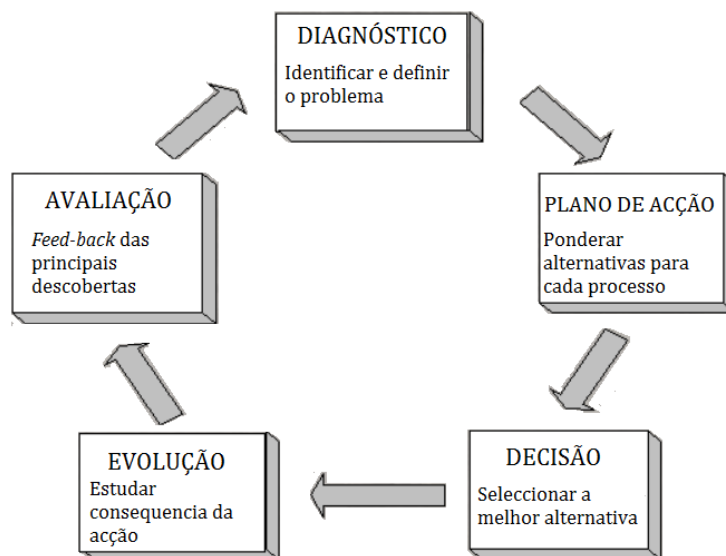 DIAGNÓSTICO
Identificar e definir
o problema
PLANO DE ACÇÃO
Ponderar
alternativas para
cada processo
DECISÃO
Seleccionar a
melhor alternativa
EVOLUÇÃO
Estudar
consequencia da
acção
AVALIAÇÃO
Feed-back das
principais
descobertas